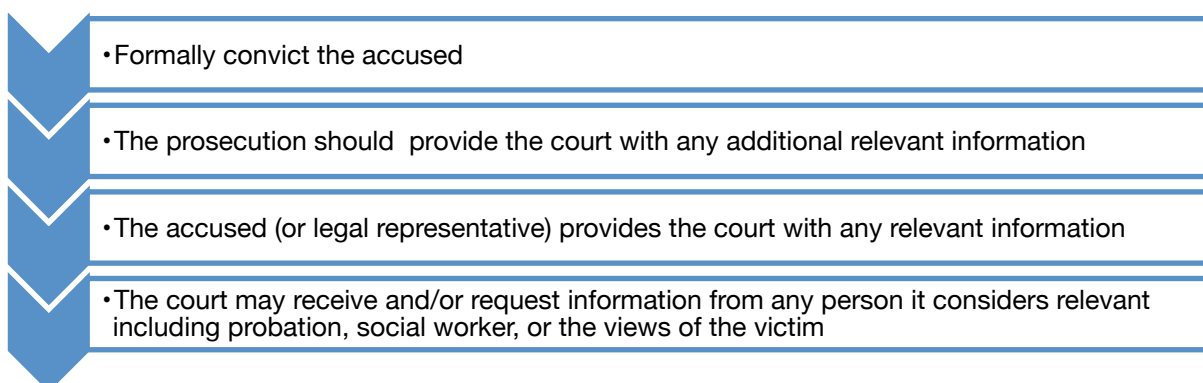 •Formally convict the accused
•The prosecution should  provide the court with any additional relevant information
•The accused (or legal representative) provides the court with any relevant information
•The court may receive and/or request information from any person it considers relevant
including probation, social worker, or the views of the victim